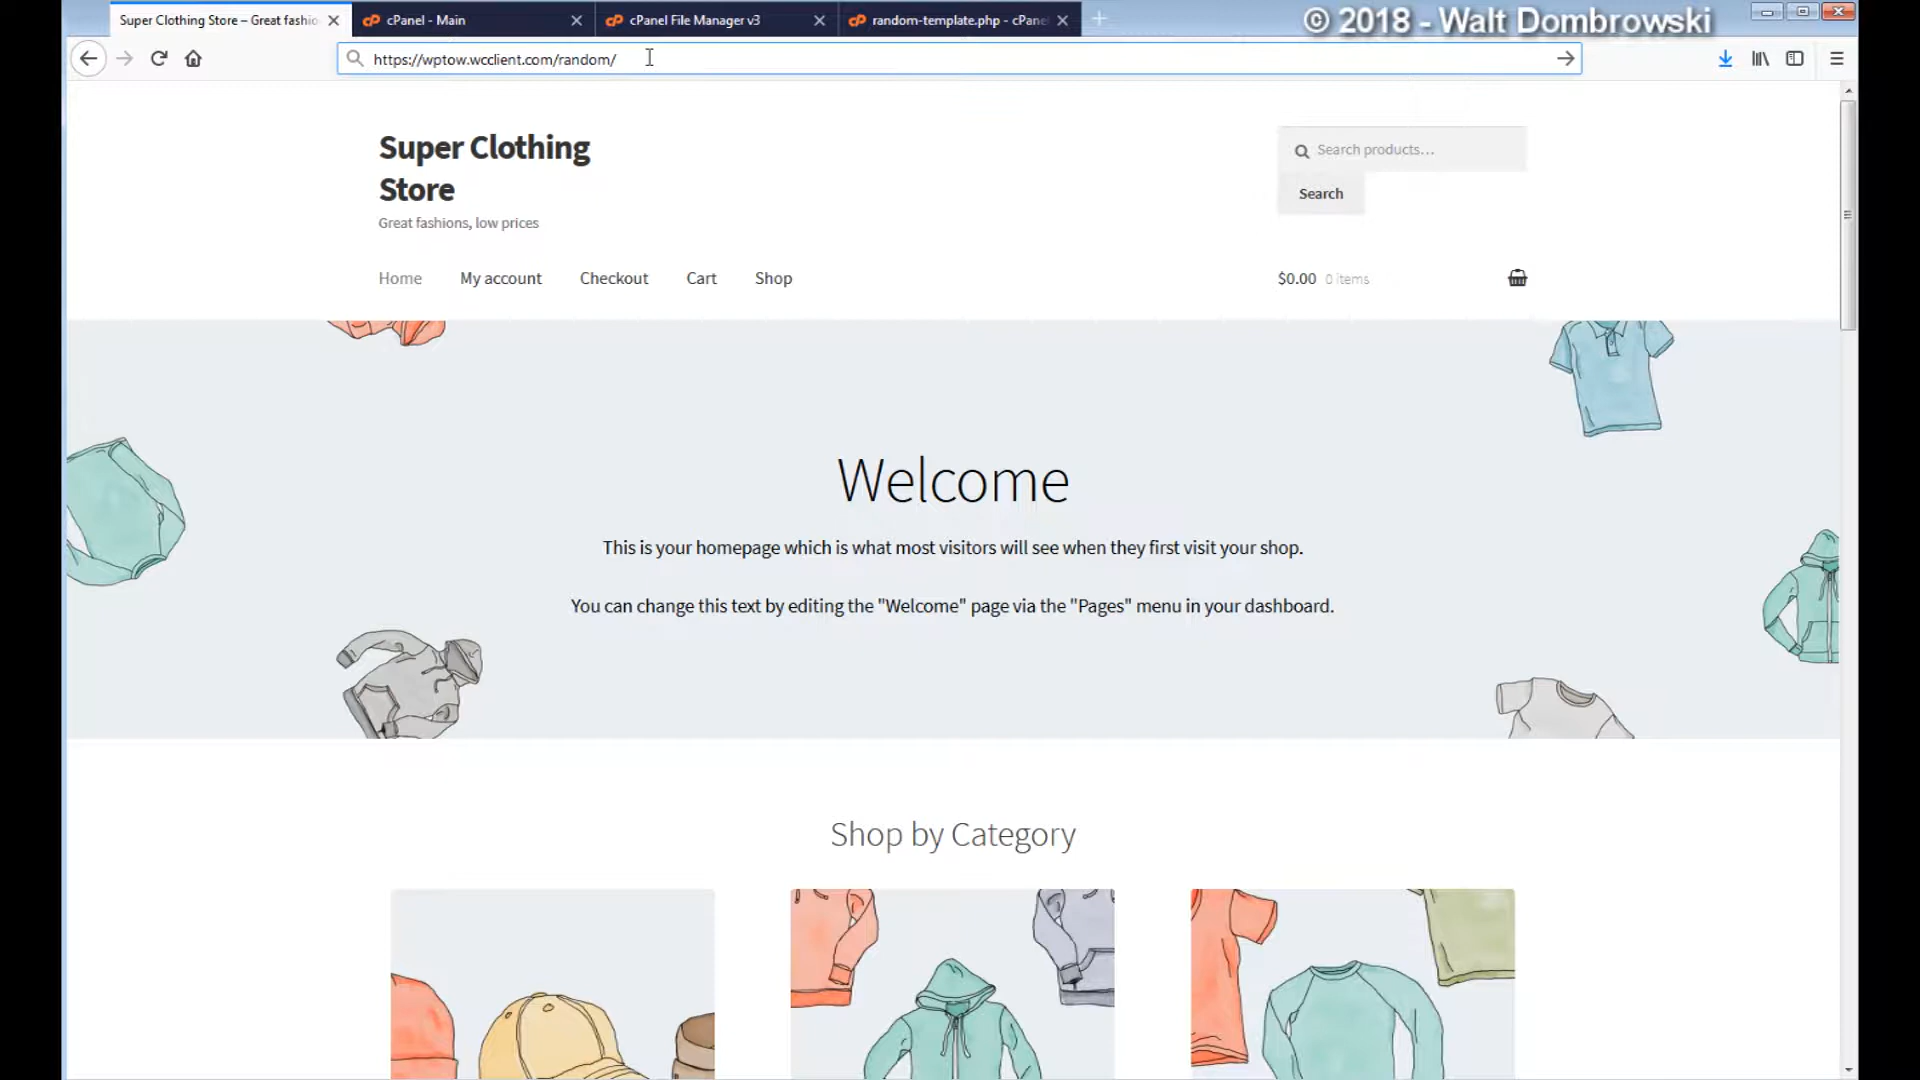 Super Clothing Store – Great fashio
cPanel - Main
cPanel File Manager v3
random-template.php - cPane
© 2018 - Walt Dombrowski
https://wptow.wcclient.com/random/
Super Clothing
Store
Great fashions, low prices
Search products…
Search
Home
My account
Checkout
Cart
Shop
$0.00 0 items
Welcome
This is your homepage which is what most visitors will see when they first visit your shop.
You can change this text by editing the "Welcome" page via the "Pages" menu in your dashboard.
Shop by Category